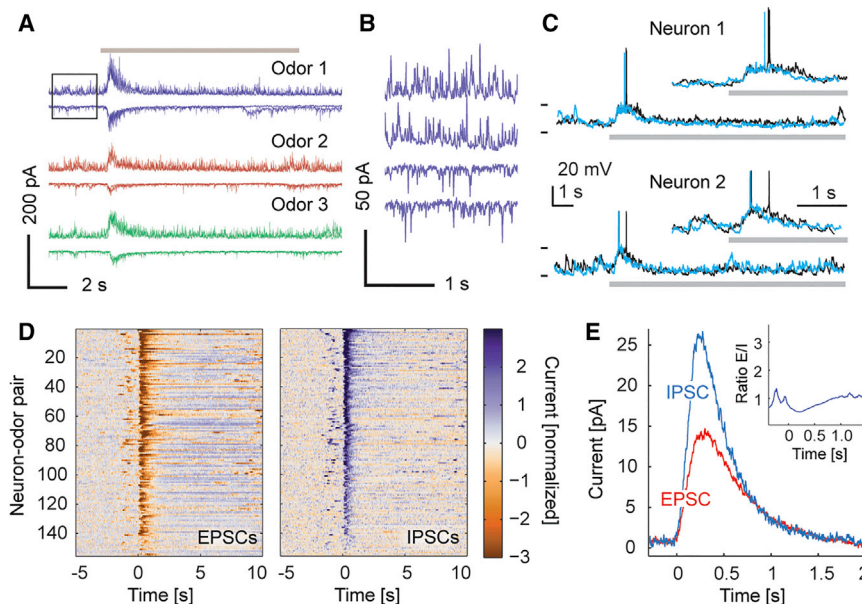 A
Odor 1
Odor 2
Odor 3
200 pA
2 s
B
50 pA
1 s
C
Neuron 1
20 mV
1 s
Neuron 2
1 s
D
Neuron-odor pair
20
40
60
80
100
120
140
EPSCs
-5 0 5 10
Time [s]
IPSCs
-5 0 5 10
Time [s]
2
1
0
−1
−2
−3
Current [normalized]
E
Current [pA]
25
20
15
10
5
0
IPSC
EPSC
0 0.5 1 1.5 2
Time [s]
Ratio E/I
3
2
1
0 0.5 1.0
Time [s]